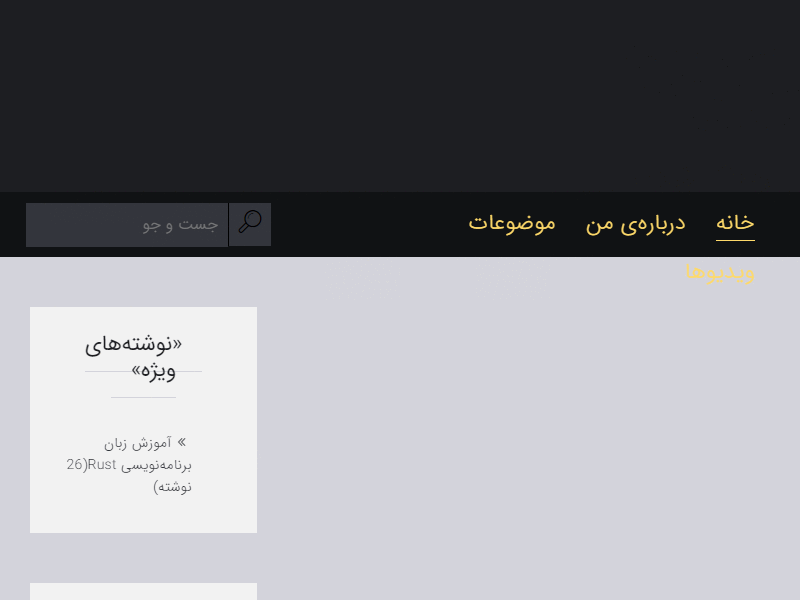 خانه درباره‌ی من موضوعات
جست و جو
ویدیوها
«نوشته‌های
ویژه»
» آموزش زبان
برنامه‌نویسی Rust(26
نوشته)